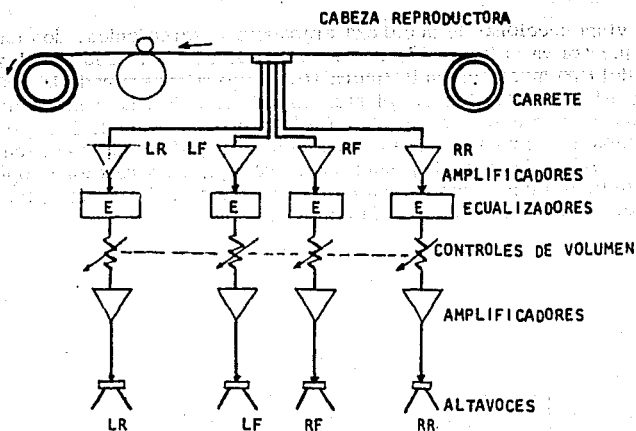 CABEZA REPRODUCTORA
CARRETE
LR LF RF RR
AMPLIFICADORES
E E E E ECUALIZADORES
CONTROLES DE VOLUMEN
AMPLIFICADORES
ALTAVOCES
LR LF RF RR